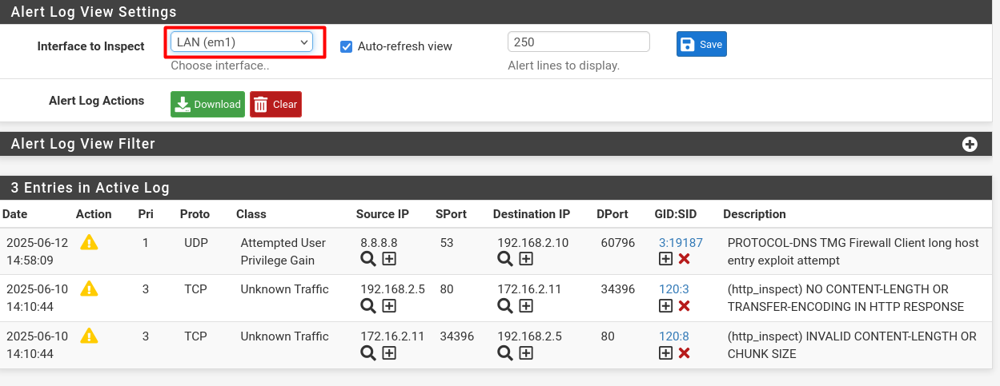 Alert Log View Settings
Interface to Inspect LAN (em1) Auto-refresh view 250 Save
Choose interface.. Alert lines to display.
Alert Log Actions Download Clear
Alert Log View Filter
3 Entries in Active Log
Date Action Pri Proto Class Source IP SPort Destination IP DPort GID:SID Description
2025-06-12 1 UDP Attempted User 8.8.8.8 53 192.168.2.10 60796 3:19187 PROTOCOL-DNS TMG Firewall Client long host
14:58:09 Privilege Gain entry exploit attempt
2025-06-10 3 TCP Unknown Traffic 192.168.2.5 80 172.16.2.11 34396 120:3 (http_inspect) NO CONTENT-LENGTH OR
14:10:44 TRANSFER-ENCODING IN HTTP RESPONSE
2025-06-10 3 TCP Unknown Traffic 172.16.2.11 34396 192.168.2.5 80 120:8 (http_inspect) INVALID CONTENT-LENGTH OR
14:10:44 CHUNK SIZE